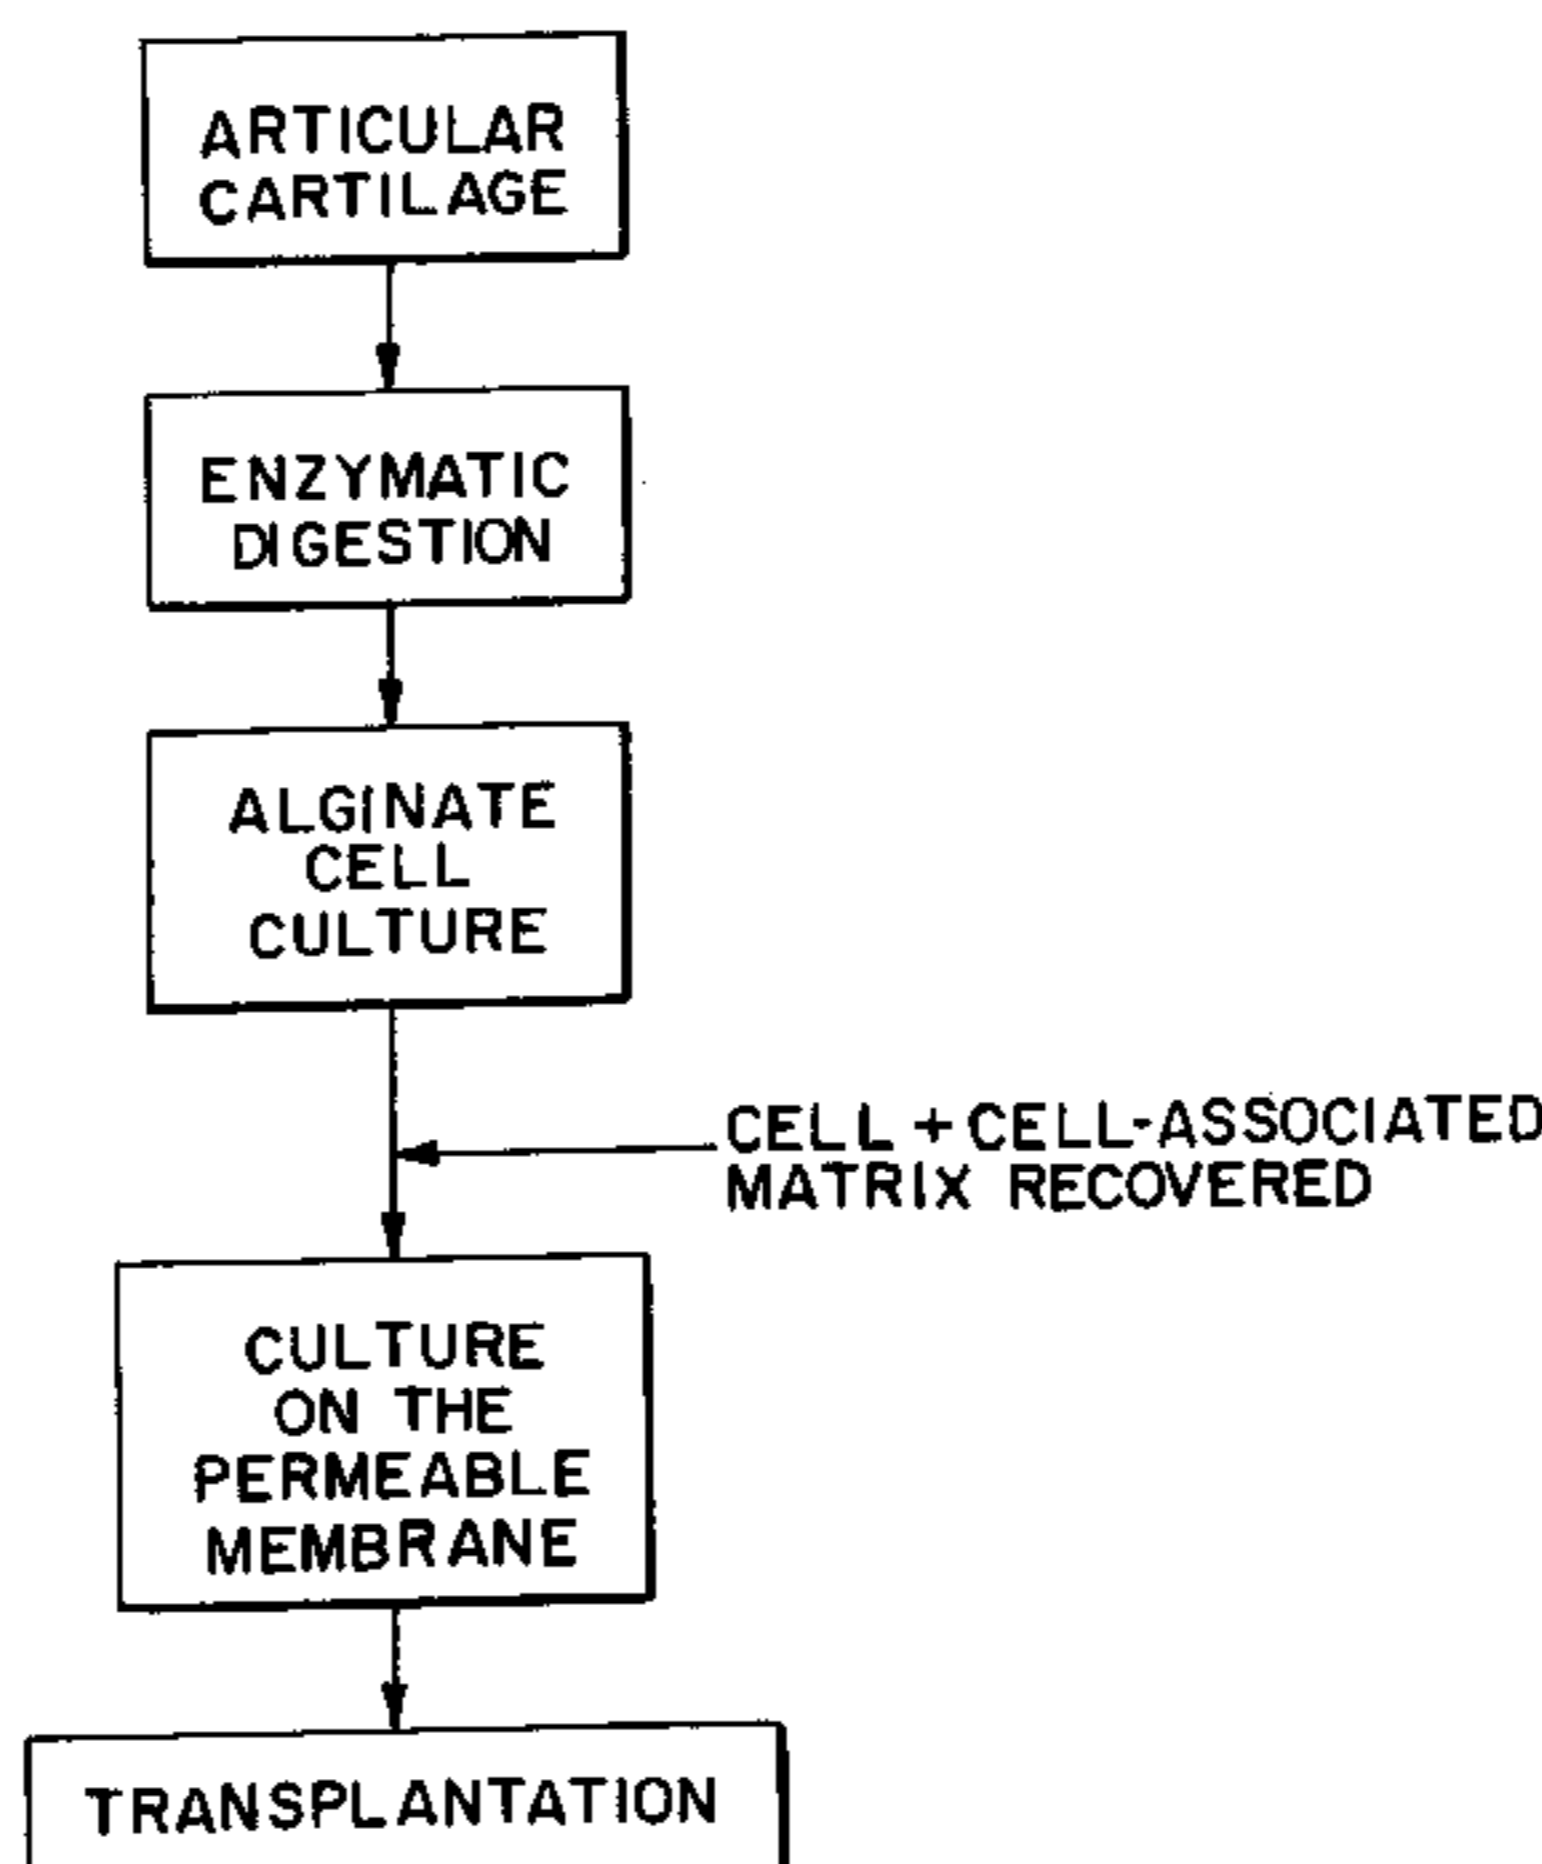 ARTICULAR
CARTILAGE
ENZYMATIC
DIGESTION
ALGINATE
CELL
CULTURE
CELL + CELL-ASSOCIATED
MATRIX RECOVERED
CULTURE
ON THE
PERMEABLE
MEMBRANE
TRANSPLANTATION